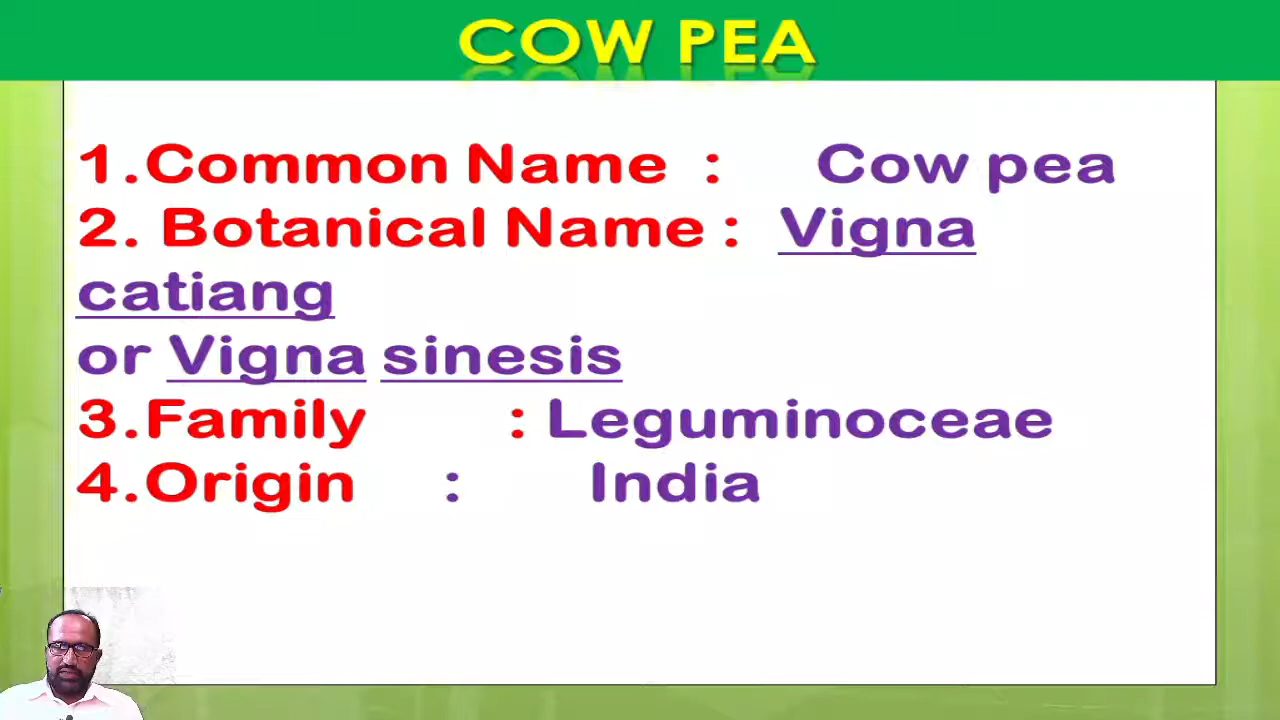 COW PEA
1.Common Name : Cow pea
2. Botanical Name : Vigna
catiang
or Vigna sinesis
3.Family : Leguminoceae
4.Origin : India